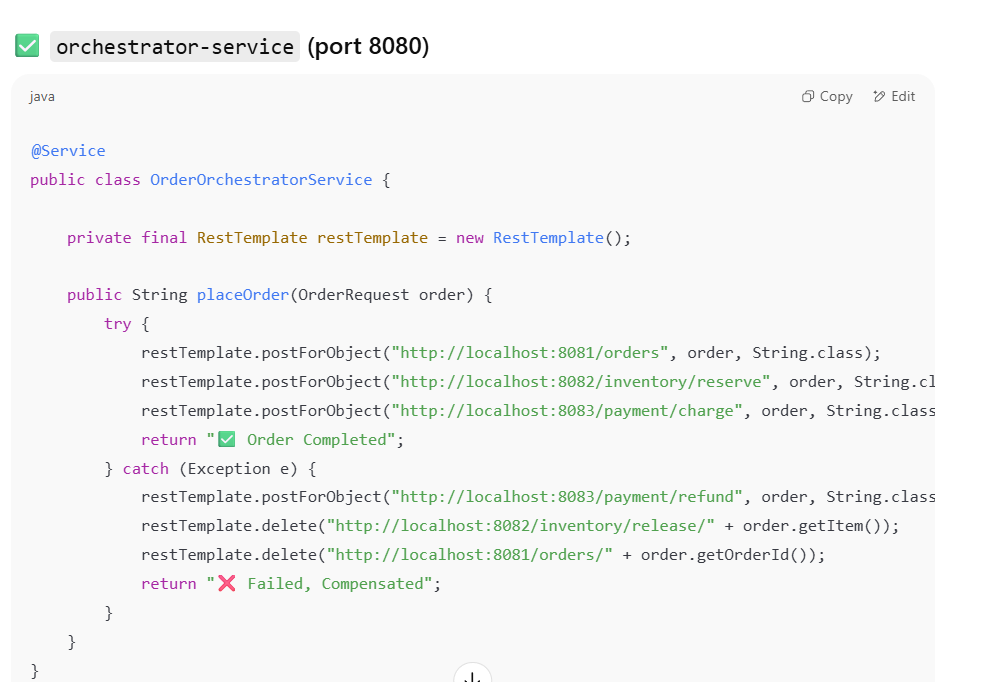 ✅ orchestrator-service (port 8080)
java
Copy
Edit
@Service
public class OrderOrchestratorService {
    private final RestTemplate restTemplate = new RestTemplate();
    public String placeOrder(OrderRequest order) {
        try {
            restTemplate.postForObject("http://localhost:8081/orders", order, String.class);
            restTemplate.postForObject("http://localhost:8082/inventory/reserve", order, String.cl
            restTemplate.postForObject("http://localhost:8083/payment/charge", order, String.class
            return "✅ Order Completed";
        } catch (Exception e) {
            restTemplate.postForObject("http://localhost:8083/payment/refund", order, String.class
            restTemplate.delete("http://localhost:8082/inventory/release/" + order.getItem());
            restTemplate.delete("http://localhost:8081/orders/" + order.getOrderId());
            return "❌ Failed, Compensated";
        }
    }
}